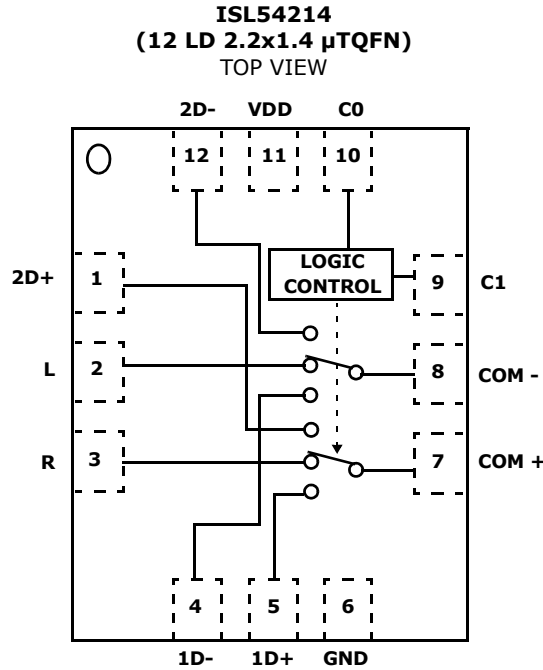 ISL54214
(12 LD 2.2x1.4 µTQFN)
TOP VIEW
2D- VDD C0
12 11 10
LOGIC
CONTROL
2D+ 1 9 C1
L 2 8 COM -
R 3 7 COM +
4 5 6
1D- 1D+ GND